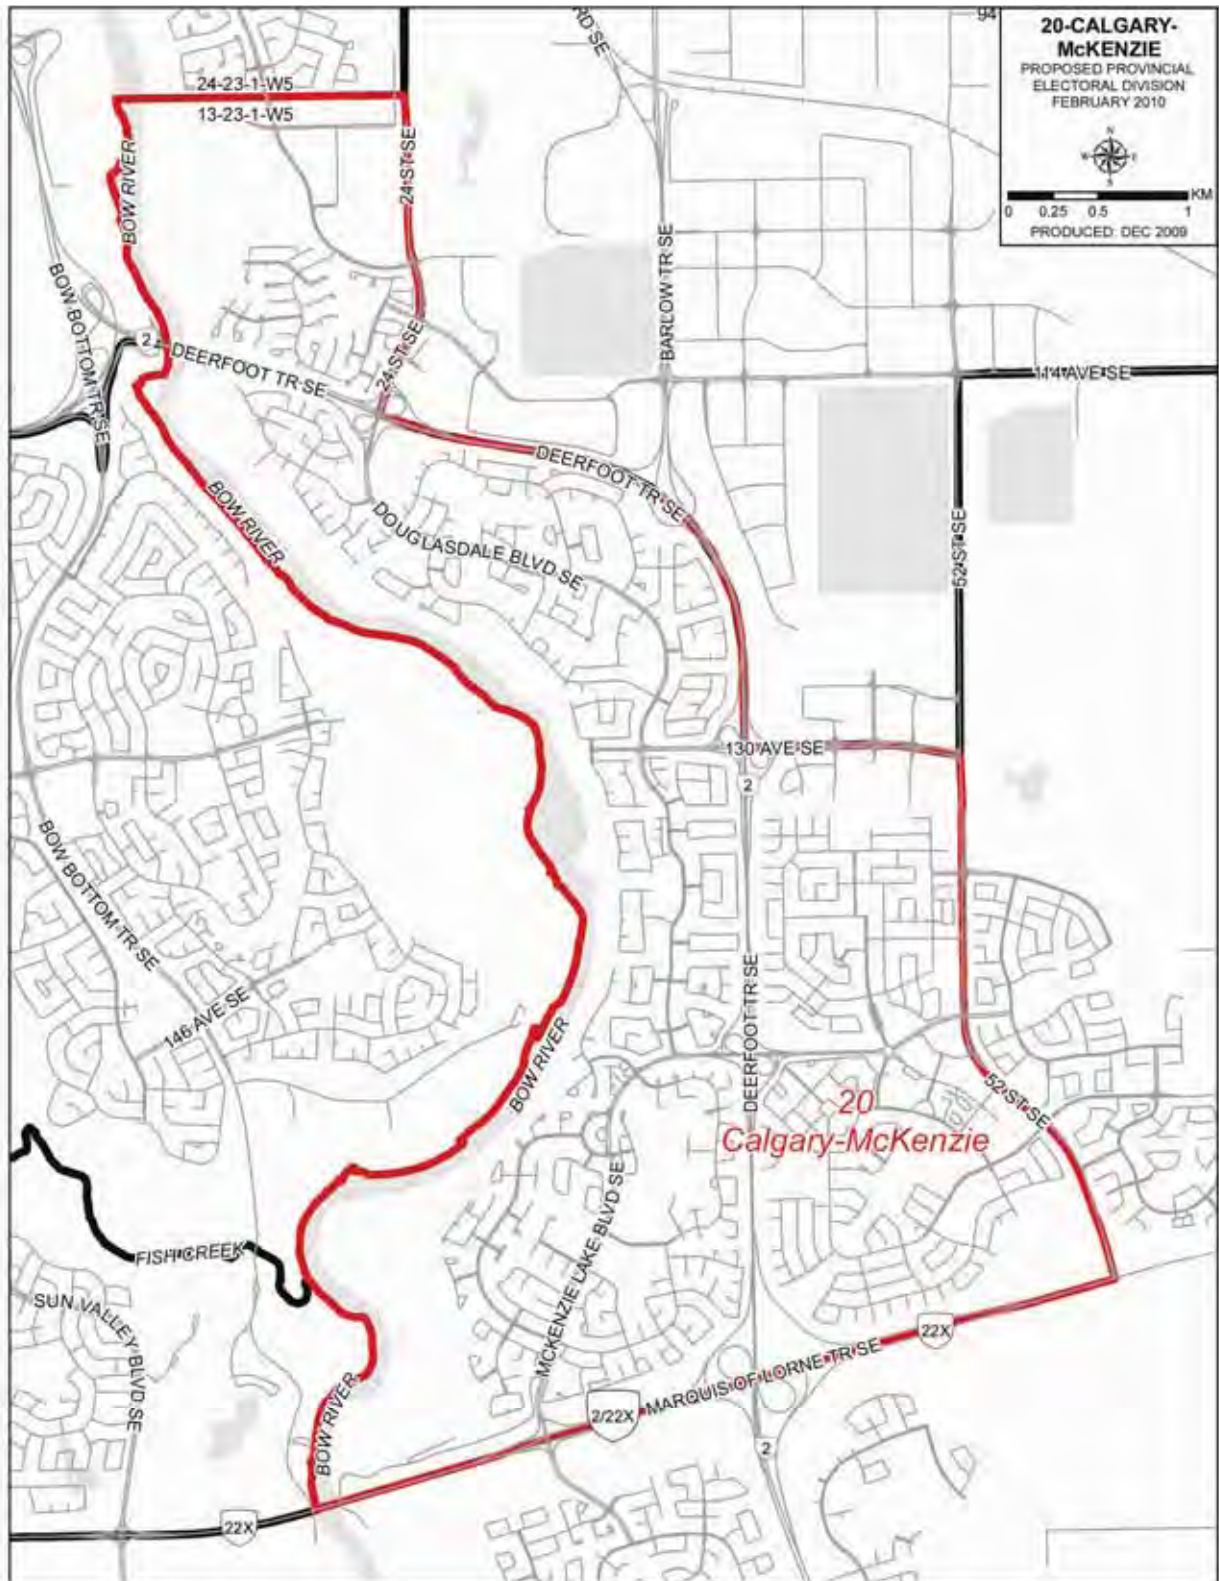 20-CALGARY-
McKENZIE
PROPOSED PROVINCIAL
ELECTORAL DIVISION
FEBRUARY 2010
N
W E
S
KM
0 0.25 0.5 1
PRODUCED: DEC 2009
94
RD SE
24-23-1-W5
13-23-1-W5
BOW RIVER
24 ST SE
BARLOW TR SE
BOW BOTTOM TR SE
2
DEERFOOT TR SE
24 ST SE
114 AVE SE
DEERFOOT TR SE
BOW RIVER
DOUGLASDALE BLVD SE
52 ST SE
130 AVE SE
2
BOW BOTTOM TR SE
146 AVE SE
DEERFOOT TR SE
BOW RIVER
52 ST SE
20
Calgary-McKenzie
MCKENZIE LAKE BLVD SE
FISH CREEK
SUN VALLEY BLVD SE
22X
MARQUIS OF LORNE TR SE
2/22X
BOW RIVER
2
22X